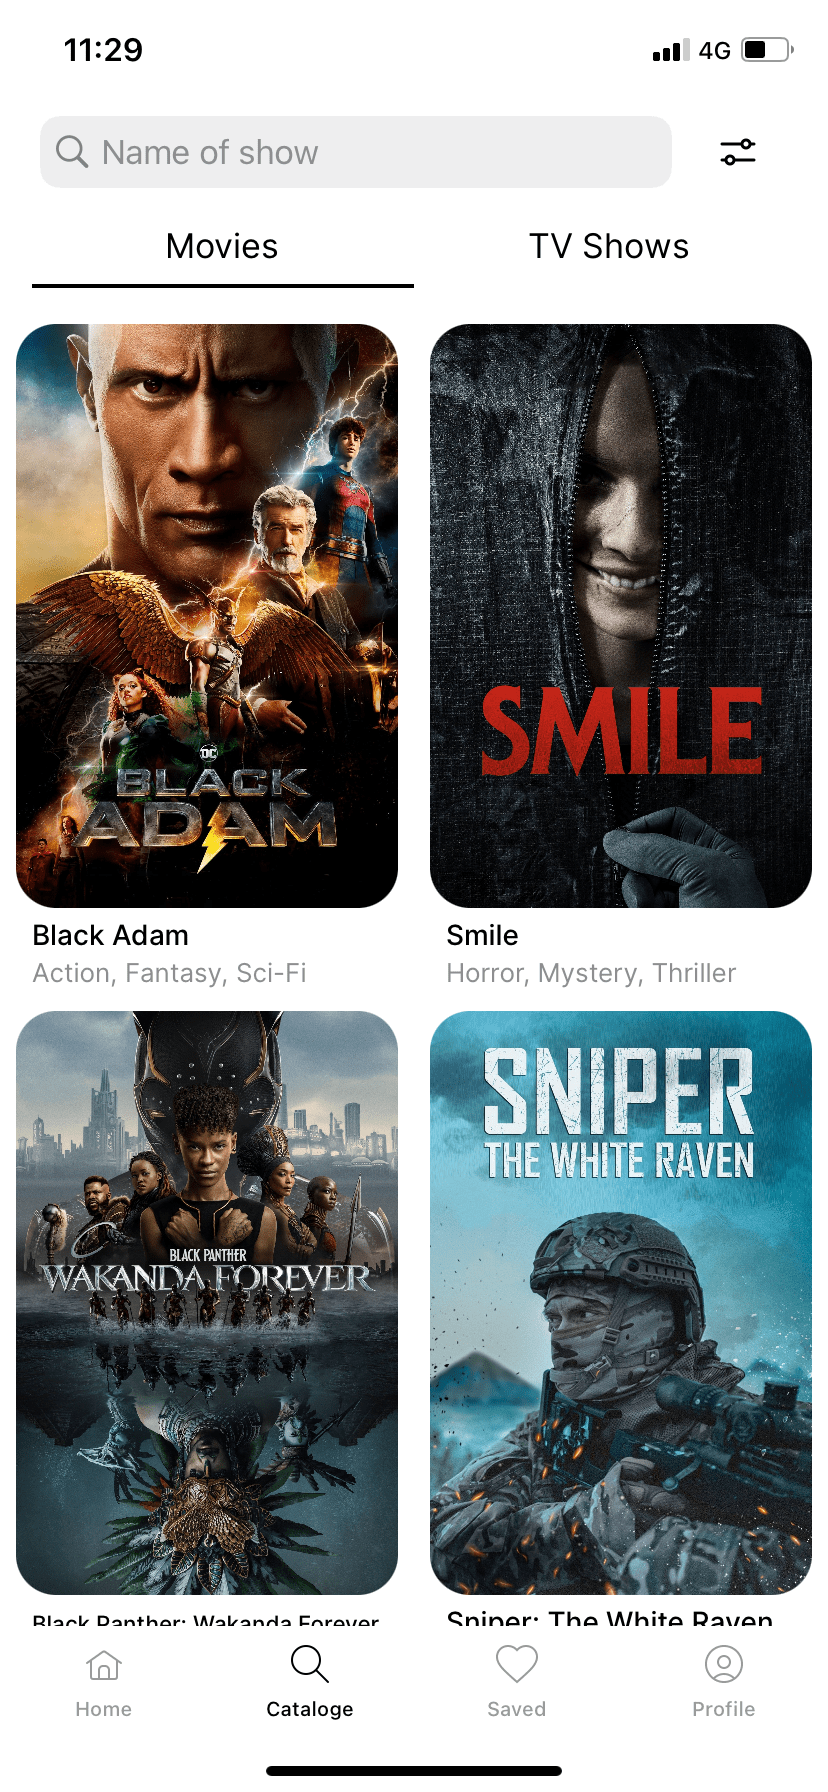 11:29
4G
Name of show
Movies
TV Shows
DC
BLACK
ADAM
SMILE
Black Adam
Action, Fantasy, Sci-Fi
Smile
Horror, Mystery, Thriller
BLACK PANTHER
WAKANDA FOREVER
SNIPER
THE WHITE RAVEN
Black Panther: Wakanda Forever
Sniper: The White Raven
Home
Cataloge
Saved
Profile